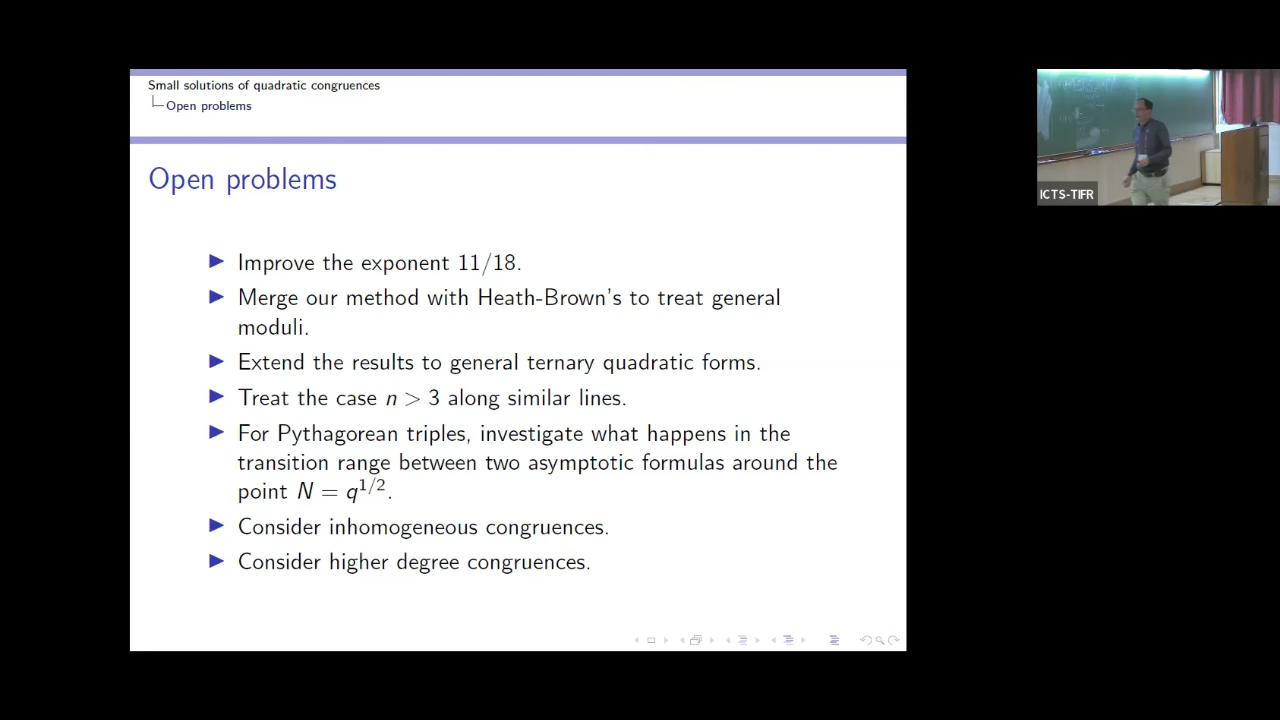 Small solutions of quadratic congruences
Open problems
Open problems
Improve the exponent 11/18.
Merge our method with Heath-Brown's to treat general
moduli.
Extend the results to general ternary quadratic forms.
Treat the case n > 3 along similar lines.
For Pythagorean triples, investigate what happens in the
transition range between two asymptotic formulas around the
point N = q^{1/2}.
Consider inhomogeneous congruences.
Consider higher degree congruences.
ICTS-TIFR